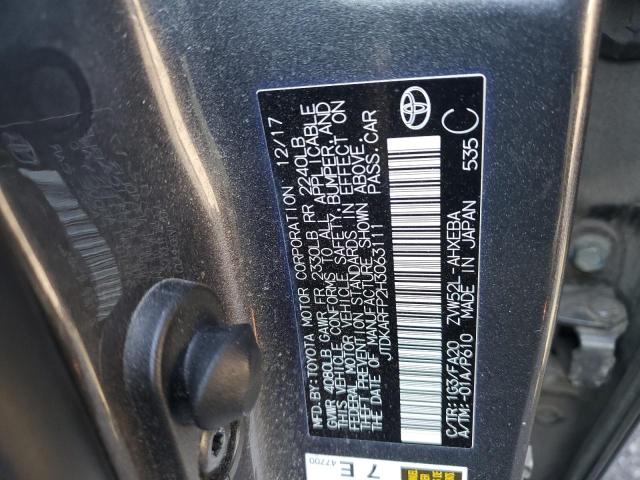 MFD.BY:TOYOTA MOTOR CORPORATION 12/17
GVWR 4080LB GAWR FR 2330LB RR 2240LB
THIS VEHICLE CONFORMS TO ALL APPLICABLE
FEDERAL MOTOR VEHICLE SAFETY, BUMPER, AND
THEFT PREVENTION STANDARDS IN EFFECT ON
THE DATE OF MANUFACTURE SHOWN ABOVE.
JTDKARFP2H3063111 PASS.CAR
C/TR:1G3/FA20 ZVW52L-AHXEBA
A/TM:-01A/P610 MADE IN JAPAN 535 C
47700
7 E